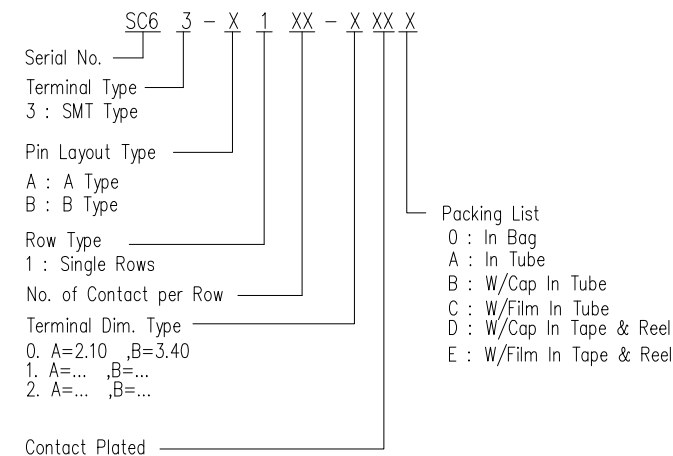 SC6 3 - X 1 XX - X XX X
Serial No.
Terminal Type
3 : SMT Type
Pin Layout Type
A : A Type
B : B Type
Row Type
1 : Single Rows
No. of Contact per Row
Terminal Dim. Type
0. A=2.10 ,B=3.40
1. A=... ,B=...
2. A=... ,B=...
Contact Plated
Packing List
0 : In Bag
A : In Tube
B : W/Cap In Tube
C : W/Film In Tube
D : W/Cap In Tape & Reel
E : W/Film In Tape & Reel